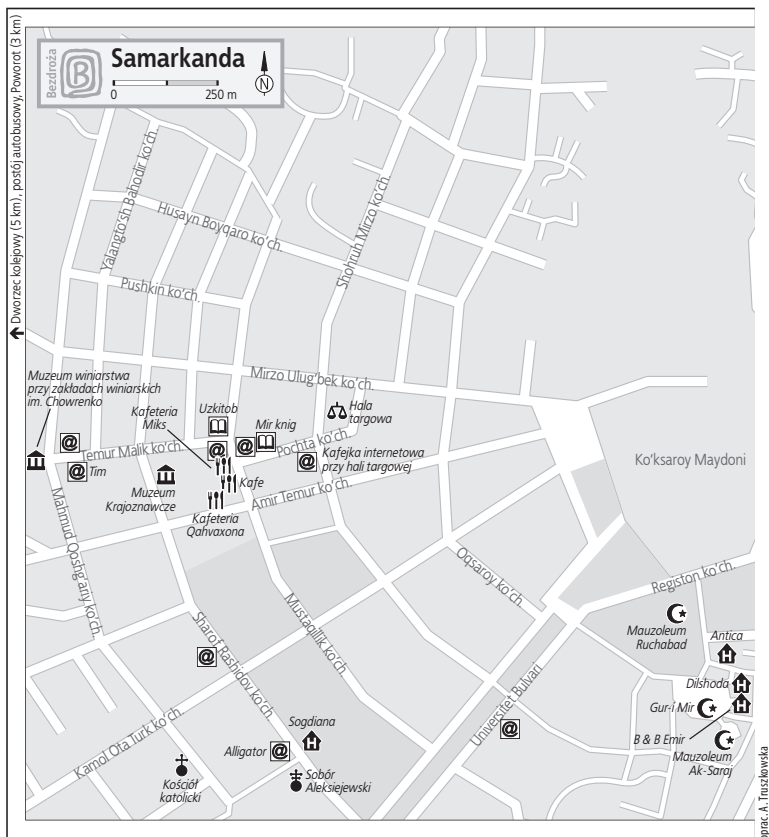 ← Dworzec kolejowy (5 km), postój autobusowy, Poworot (3 km)
Bezdroża
B
Samarkanda
0 250 m
N
Yalangto'sh Bahodir ko'ch.
Husayn Boyqaro ko'ch.
Shohruh Mirzo ko'ch.
Pushkin ko'ch.
Mirzo Ulug'bek ko'ch.
Muzeum winiarstwa
przy zakładach winiarskich
im. Chowrenko
Kafeteria
Miks
Uzkitob
Mir knig
Hala
targowa
@
Temur Malik ko'ch.
@
@
Pochta ko'ch.
@
Kafejka internetowa
przy hali targowej
@
Tim
Muzeum
Krajoznawcze
Kafe
Kafeteria
Qahvaxona
Amir Temur ko'ch.
Ko'ksaroy Maydoni
Mahmud Qoshg'ariy ko'ch.
Oqsaroy ko'ch.
Registon ko'ch.
Sharof Rashidov ko'ch.
Mustaqillik ko'ch.
Mauzoleum
Ruchabad
Antica
H
@
Dilshoda
H
Universitet Bulvari
Gur-i Mir
H
Kamol Ota Turk ko'ch.
Sogdiana
H
@
B & B Emir
Alligator
@
Mauzoleum
Ak-Saraj
Kościół
katolicki
Sobór
Aleksiejewski
oprac. A. Truszkowska